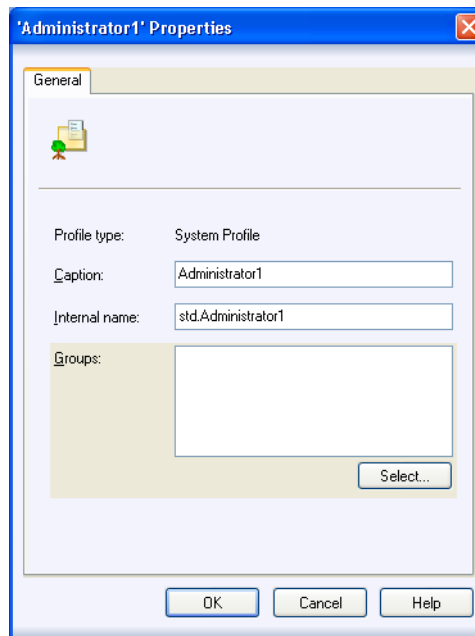 'Administrator1' Properties
General
Profile type: System Profile
Caption: Administrator1
Internal name: std.Administrator1
Groups:
Select...
OK Cancel Help